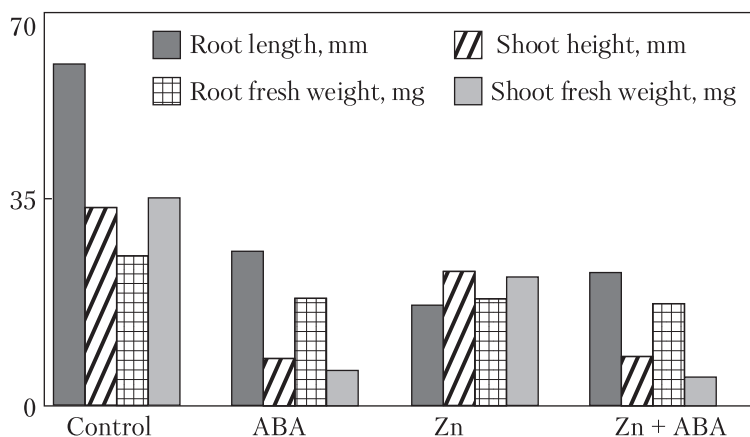 70
Root length, mm
Shoot height, mm
Root fresh weight, mg
Shoot fresh weight, mg
35
0
Control
ABA
Zn
Zn + ABA